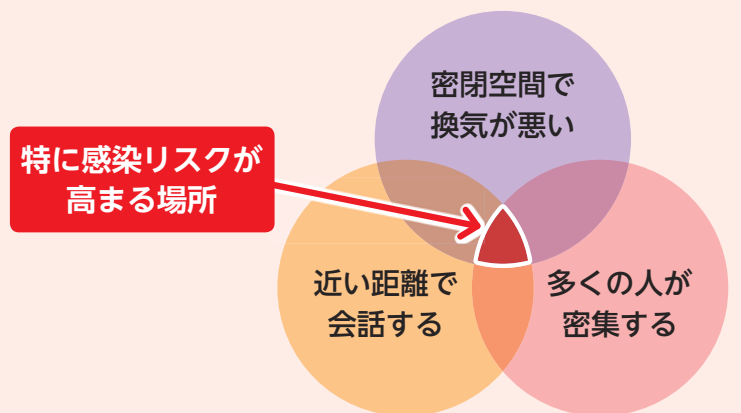 密閉空間で
換気が悪い
特に感染リスクが
高まる場所
近い距離で
会話する
多くの人が
密集する